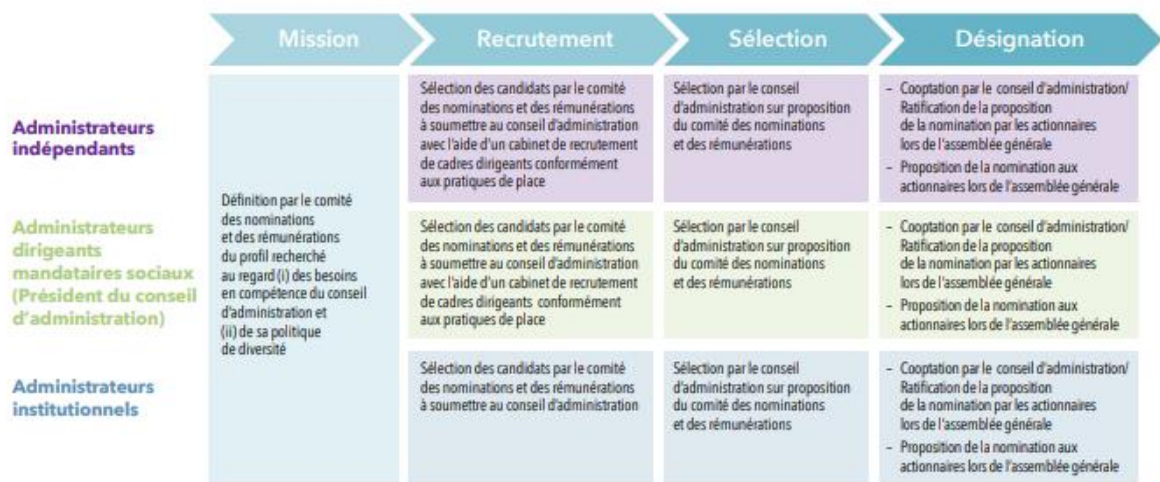 Mission
Recrutement
Sélection
Désignation
Définition par le comité
des nominations
et des rémunérations
du profil recherché
au regard (i) des besoins
en compétence du conseil
d'administration et
(ii) de sa politique
de diversité
Administrateurs
indépendants
Sélection des candidats par le comité
des nominations et des rémunérations
à soumettre au conseil d'administration
avec l'aide d'un cabinet de recrutement
de cadres dirigeants conformément
aux pratiques de place
Sélection par le conseil
d'administration sur proposition
du comité des nominations
et des rémunérations
– Cooptation par le conseil d'administration/
Ratification de la proposition
de la nomination par les actionnaires
lors de l'assemblée générale
– Proposition de la nomination aux
actionnaires lors de l'assemblée générale
Administrateurs
dirigeants
mandataires sociaux
(Président du conseil
d'administration)
Sélection des candidats par le comité
des nominations et des rémunérations
à soumettre au conseil d'administration
avec l'aide d'un cabinet de recrutement
de cadres dirigeants conformément
aux pratiques de place
Sélection par le conseil
d'administration sur proposition
du comité des nominations
et des rémunérations
– Cooptation par le conseil d'administration/
Ratification de la proposition
de la nomination par les actionnaires
lors de l'assemblée générale
– Proposition de la nomination aux
actionnaires lors de l'assemblée générale
Administrateurs
institutionnels
Sélection des candidats par le comité
des nominations et des rémunérations
à soumettre au conseil d'administration
Sélection par le conseil
d'administration sur proposition
du comité des nominations
et des rémunérations
– Cooptation par le conseil d'administration/
Ratification de la proposition
de la nomination par les actionnaires
lors de l'assemblée générale
– Proposition de la nomination aux
actionnaires lors de l'assemblée générale